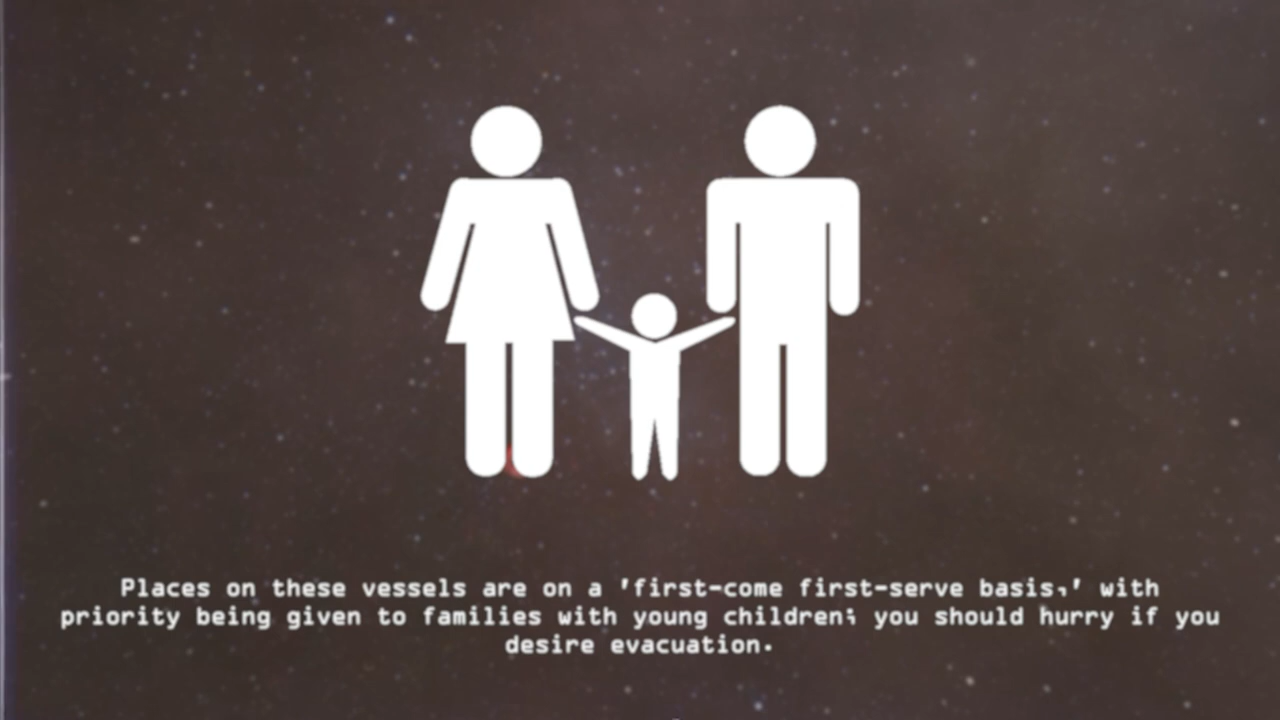 Places on these vessels are on a 'first-come first-serve basis,' with
priority being given to families with young children; you should hurry if you
desire evacuation.